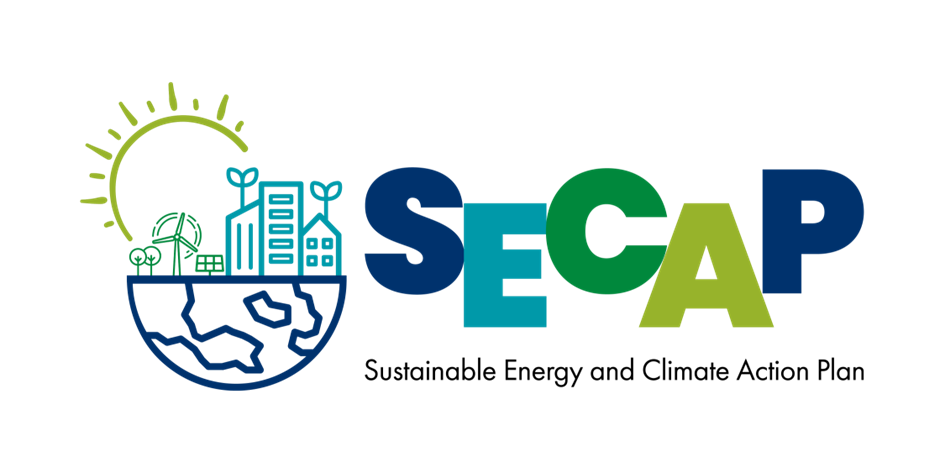 SECAP
Sustainable Energy and Climate Action Plan